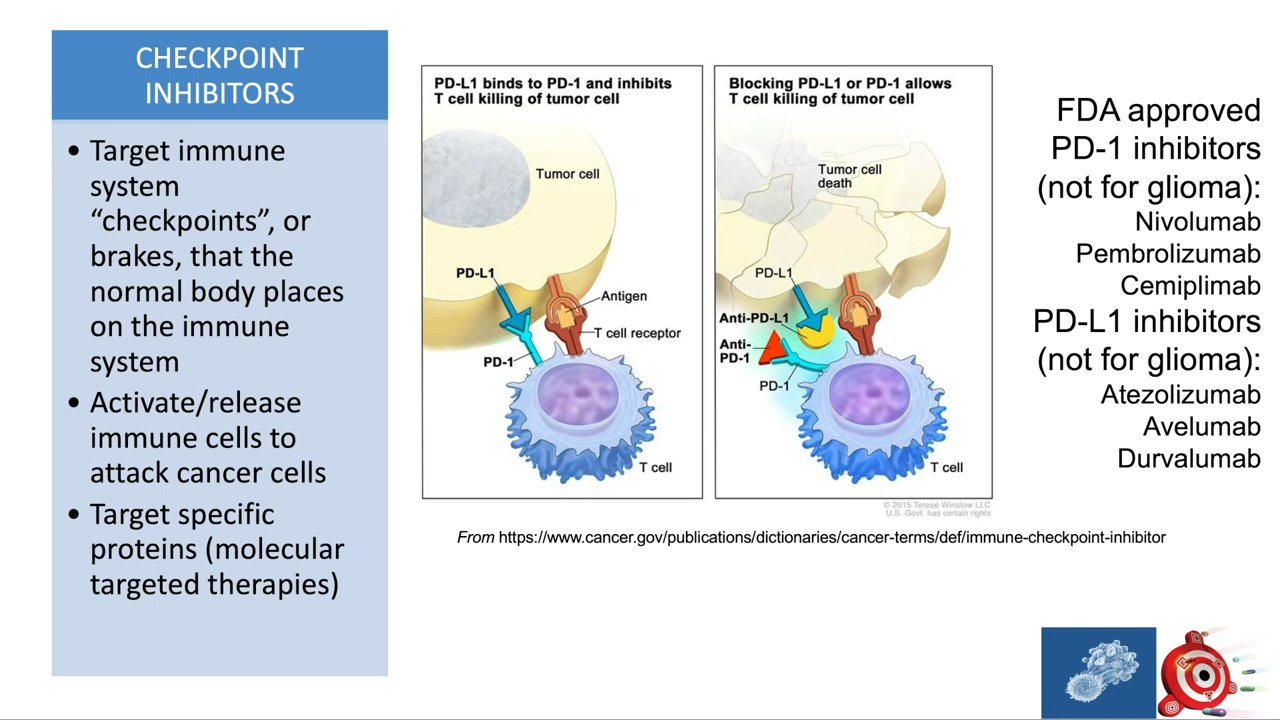 CHECKPOINT
INHIBITORS
• Target immune
system
“checkpoints”, or
brakes, that the
normal body places
on the immune
system
• Activate/release
immune cells to
attack cancer cells
• Target specific
proteins (molecular
targeted therapies)
PD-L1 binds to PD-1 and inhibits
T cell killing of tumor cell
Tumor cell
PD-L1
Antigen
T cell receptor
PD-1
T cell
Blocking PD-L1 or PD-1 allows
T cell killing of tumor cell
Tumor cell
death
PD-L1
Anti-PD-L1
Anti-
PD-1
PD-1
T cell
© 2015 Terese Winslow LLC
U.S. Govt. has certain rights
From https://www.cancer.gov/publications/dictionaries/cancer-terms/def/immune-checkpoint-inhibitor
FDA approved
PD-1 inhibitors
(not for glioma):
Nivolumab
Pembrolizumab
Cemiplimab
PD-L1 inhibitors
(not for glioma):
Atezolizumab
Avelumab
Durvalumab